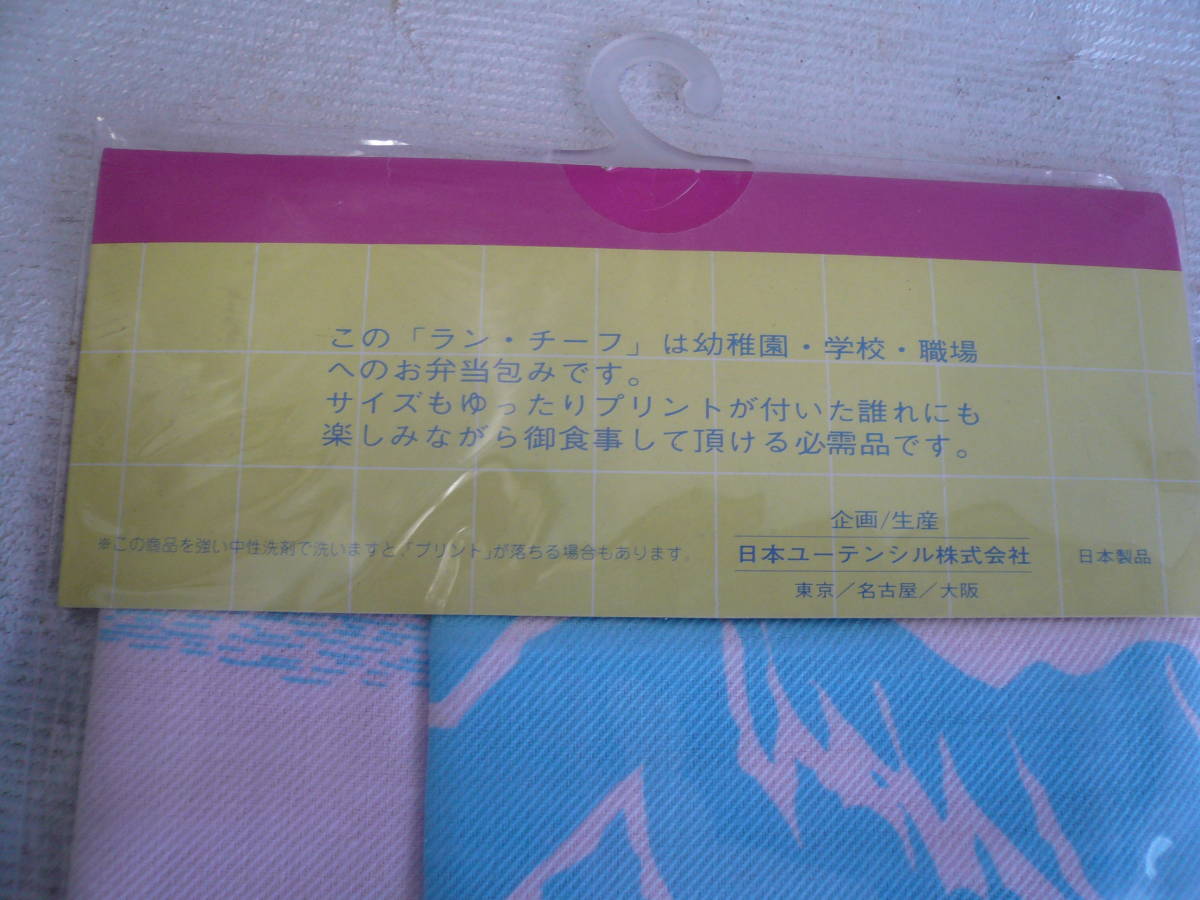 この「ラン・チーフ」は幼稚園・学校・職場
へのお弁当包みです。
サイズもゆったりプリントが付いた誰れにも
楽しみながら御食事して頂ける必需品です。
企画/生産
※この商品を強い中性洗剤で洗いますと、「プリント」が落ちる場合もあります。
日本ユーテンシル株式会社
日本製品
東京／名古屋／大阪